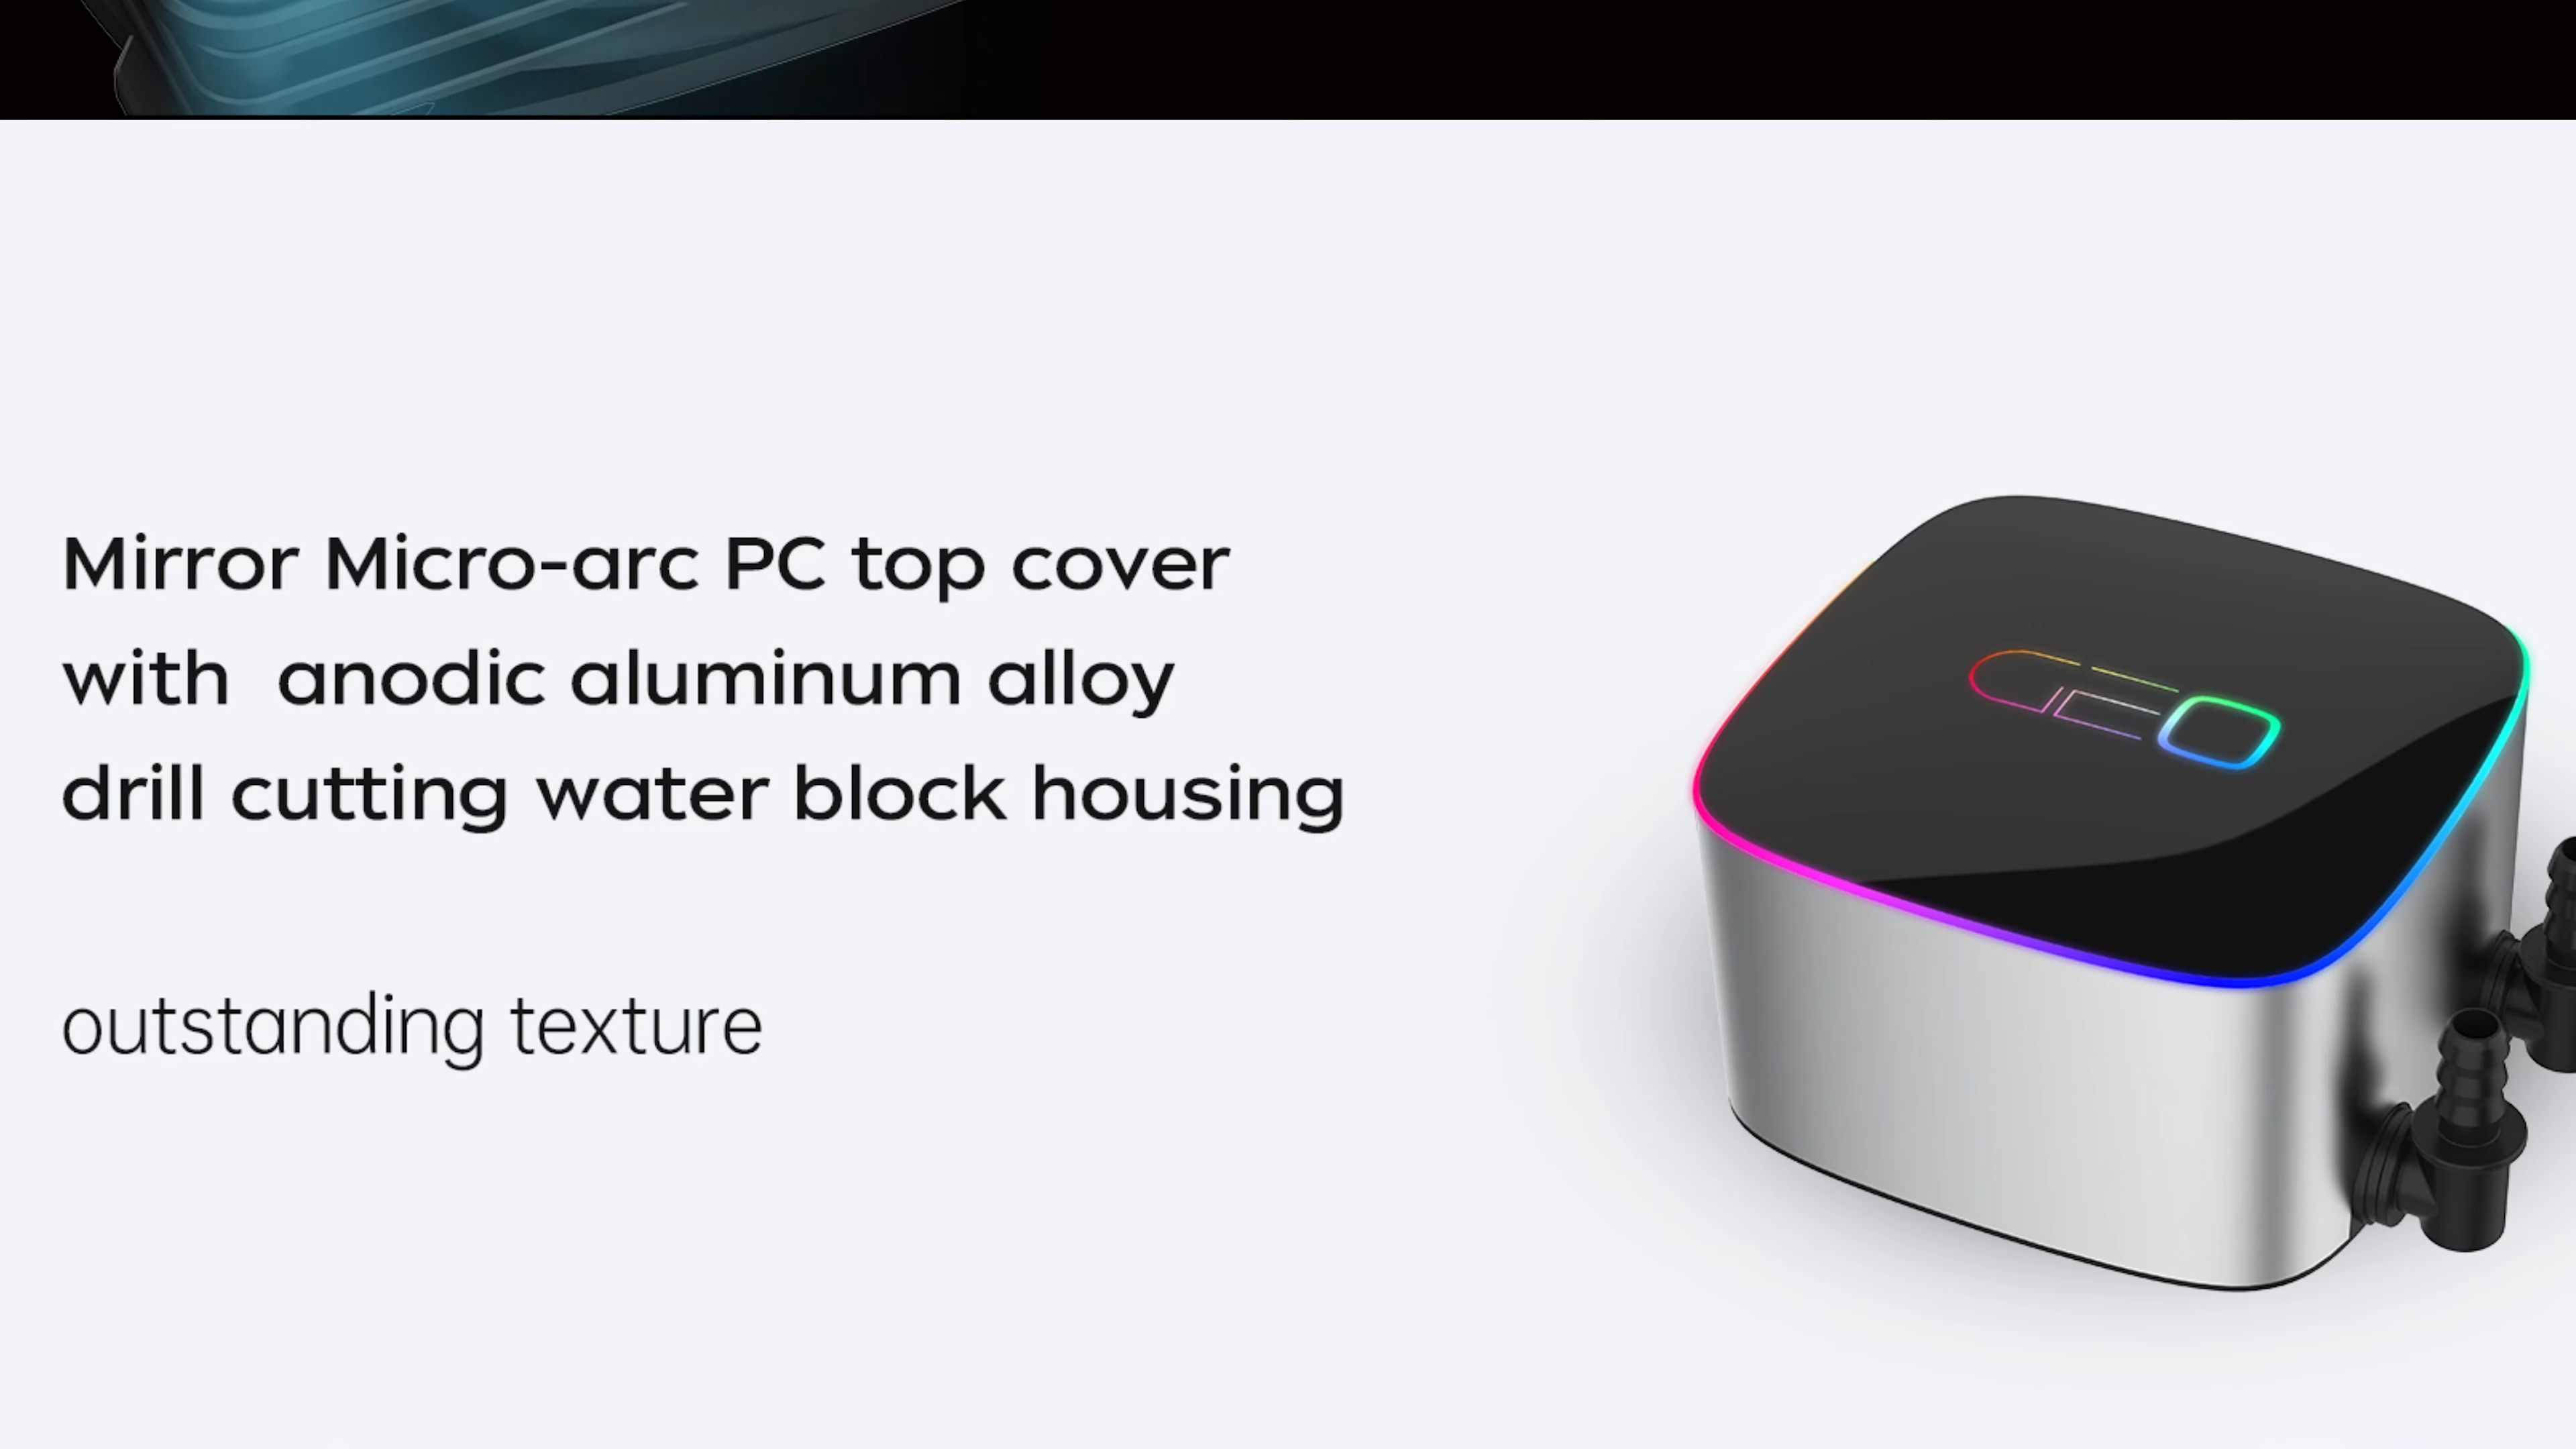 Mirror Micro-arc PC top cover
with  anodic aluminum alloy
drill cutting water block housing
outstanding texture